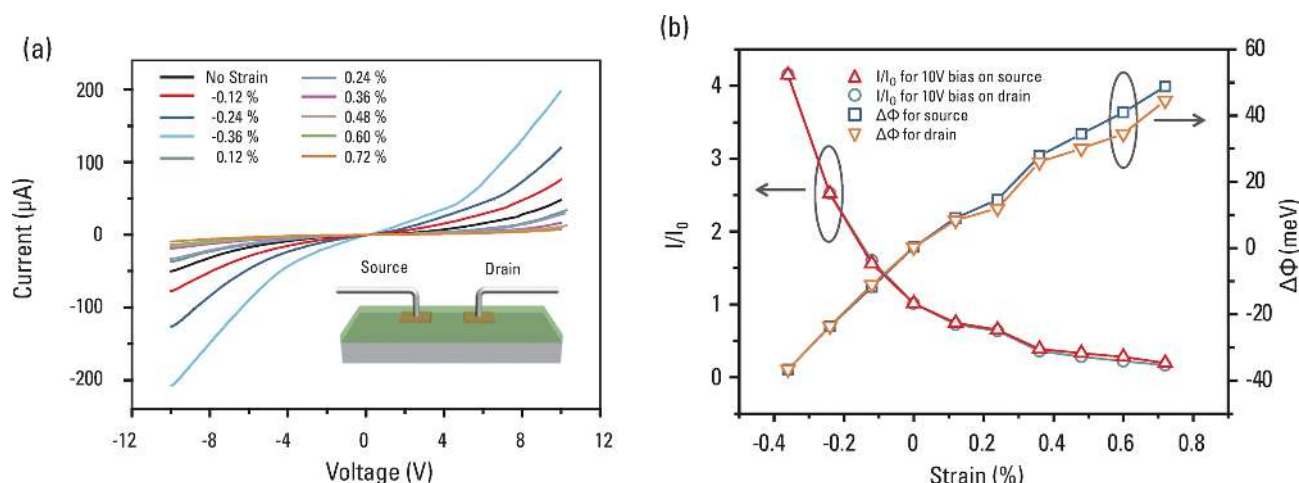 (a)
200
100
0
-100
-200
Current (μA)
No Strain
-0.12 %
-0.24 %
-0.36 %
0.12 %
0.24 %
0.36 %
0.48 %
0.60 %
0.72 %
Source
Drain
-12
-8
-4
0
4
8
12
Voltage (V)
(b)
4
3
2
1
0
I/I₀
I/I₀ for 10V bias on source
I/I₀ for 10V bias on drain
ΔΦ for source
ΔΦ for drain
60
40
20
0
-20
-40
ΔΦ (meV)
-0.4
-0.2
0
0.2
0.4
0.6
0.8
Strain (%)